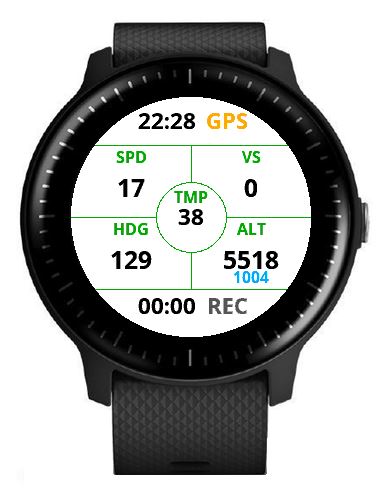 22:28 GPS
SPD VS
17 0
TMP
38
HDG ALT
129 5518
1004
00:00 REC